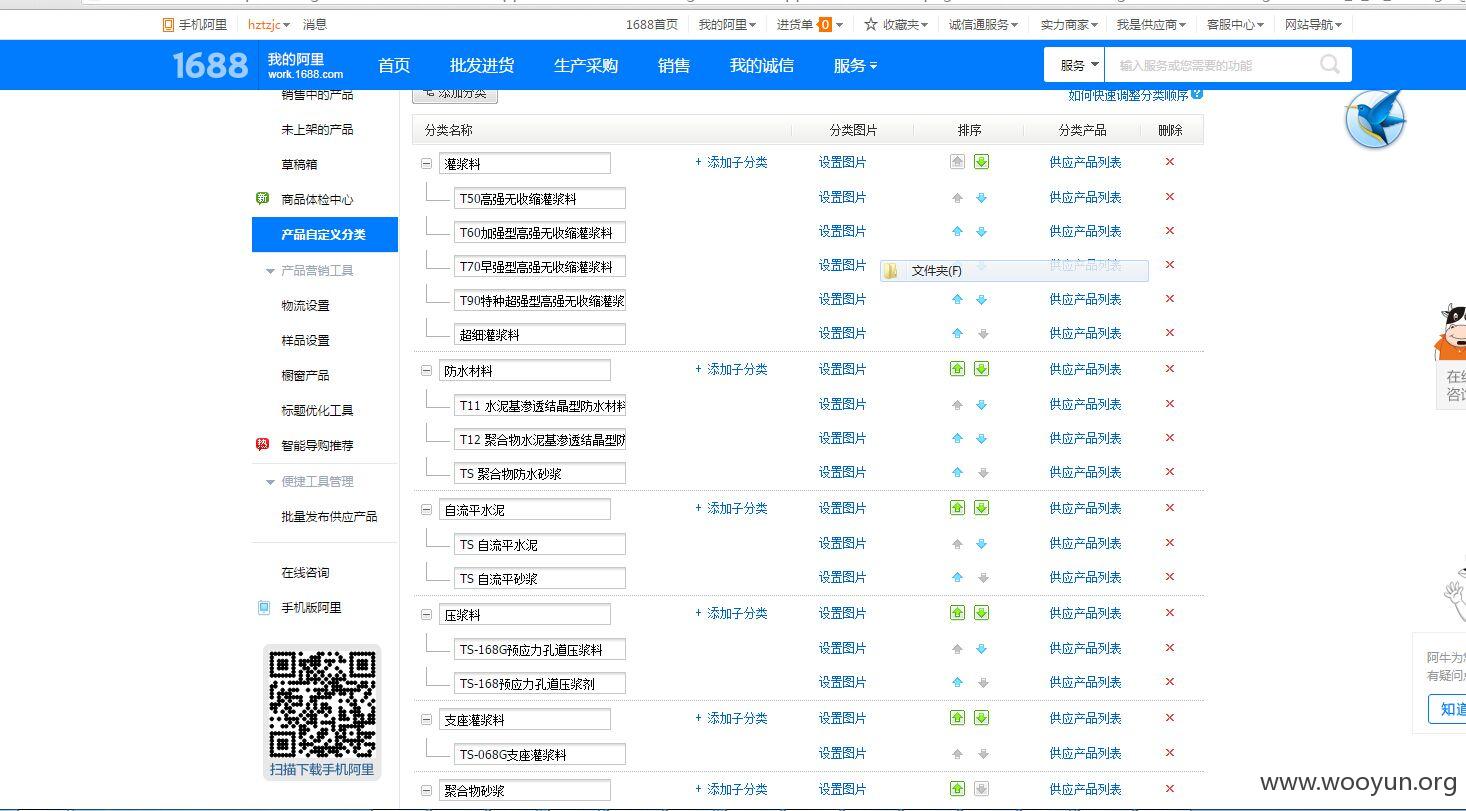 手机阿里 hztzjc 消息 1688首页 我的阿里 进货单 0 收藏夹 诚信通服务 实力商家 我是供应商 客服中心 网站导航
1688 我的阿里 work.1688.com 首页 批发进货 生产采购 销售 我的诚信 服务 服务 输入服务或您需要的功能
销售中的产品
未上架的产品
草稿箱
新 商品体检中心
产品自定义分类
产品营销工具
物流设置
样品设置
橱窗产品
标题优化工具
热 智能导购推荐
便捷工具管理
批量发布供应产品
在线咨询
手机版阿里
扫描下载手机阿里
添加分类 如何快速调整分类顺序 ?
分类名称 分类图片 排序 分类产品 删除
灌浆料 + 添加子分类 设置图片 供应产品列表 ×
T50高强无收缩灌浆料 设置图片 供应产品列表 ×
T60加强型高强无收缩灌浆料 设置图片 供应产品列表 ×
T70早强型高强无收缩灌浆料 设置图片 供应产品列表 ×
文件夹(F)
T90特种超强型高强无收缩灌浆 设置图片 供应产品列表 ×
超细灌浆料 设置图片 供应产品列表 ×
防水材料 + 添加子分类 设置图片 供应产品列表 ×
T11 水泥基渗透结晶型防水材料 设置图片 供应产品列表 ×
T12 聚合物水泥基渗透结晶型防 设置图片 供应产品列表 ×
TS 聚合物防水砂浆 设置图片 供应产品列表 ×
自流平水泥 + 添加子分类 设置图片 供应产品列表 ×
TS 自流平水泥 设置图片 供应产品列表 ×
TS 自流平砂浆 设置图片 供应产品列表 ×
压浆料 + 添加子分类 设置图片 供应产品列表 ×
TS-168G预应力孔道压浆料 设置图片 供应产品列表 ×
TS-168预应力孔道压浆剂 设置图片 供应产品列表 ×
支座灌浆料 + 添加子分类 设置图片 供应产品列表 ×
TS-068G支座灌浆料 设置图片 供应产品列表 ×
聚合物砂浆 + 添加子分类 设置图片 供应产品列表 ×
在线
咨询
阿牛为您
有疑问点
知道
www.wooyun.org